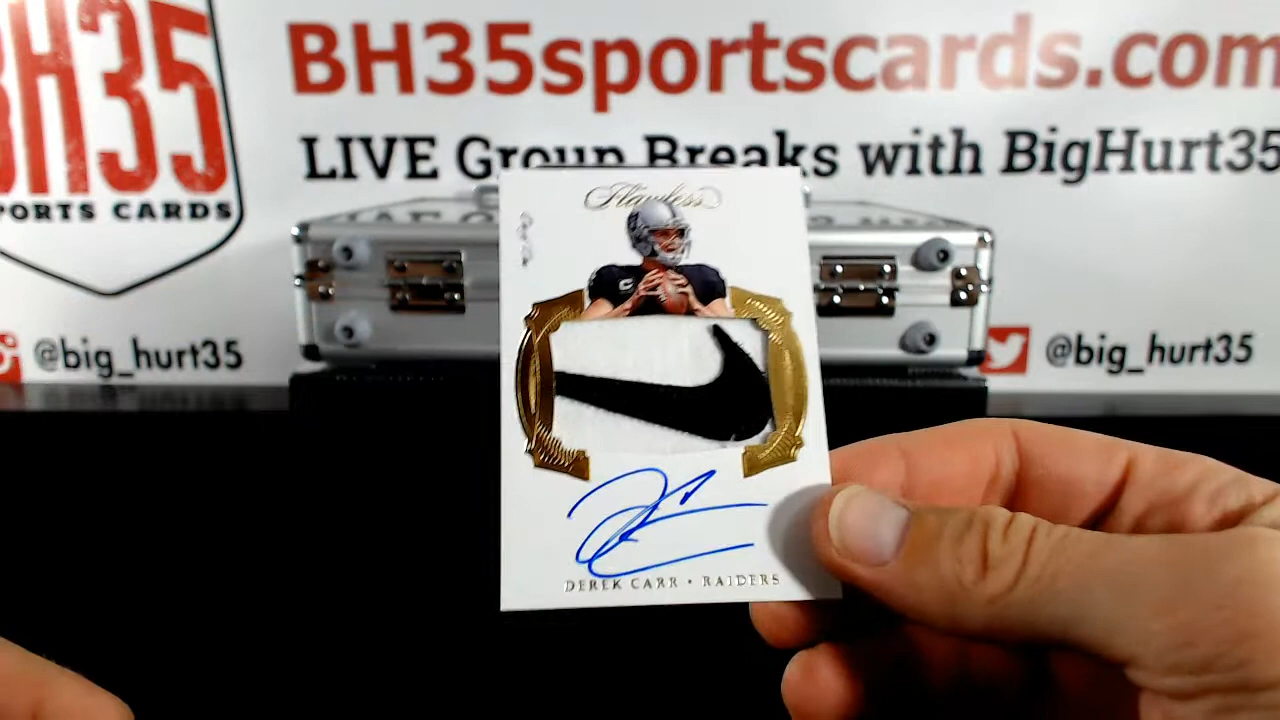 BH35
PORTS CARDS
BH35sportscards.com
LIVE Group Breaks with BigHurt35
@big_hurt35
@big_hurt35
Flawless
C
DEREK CARR • RAIDERS